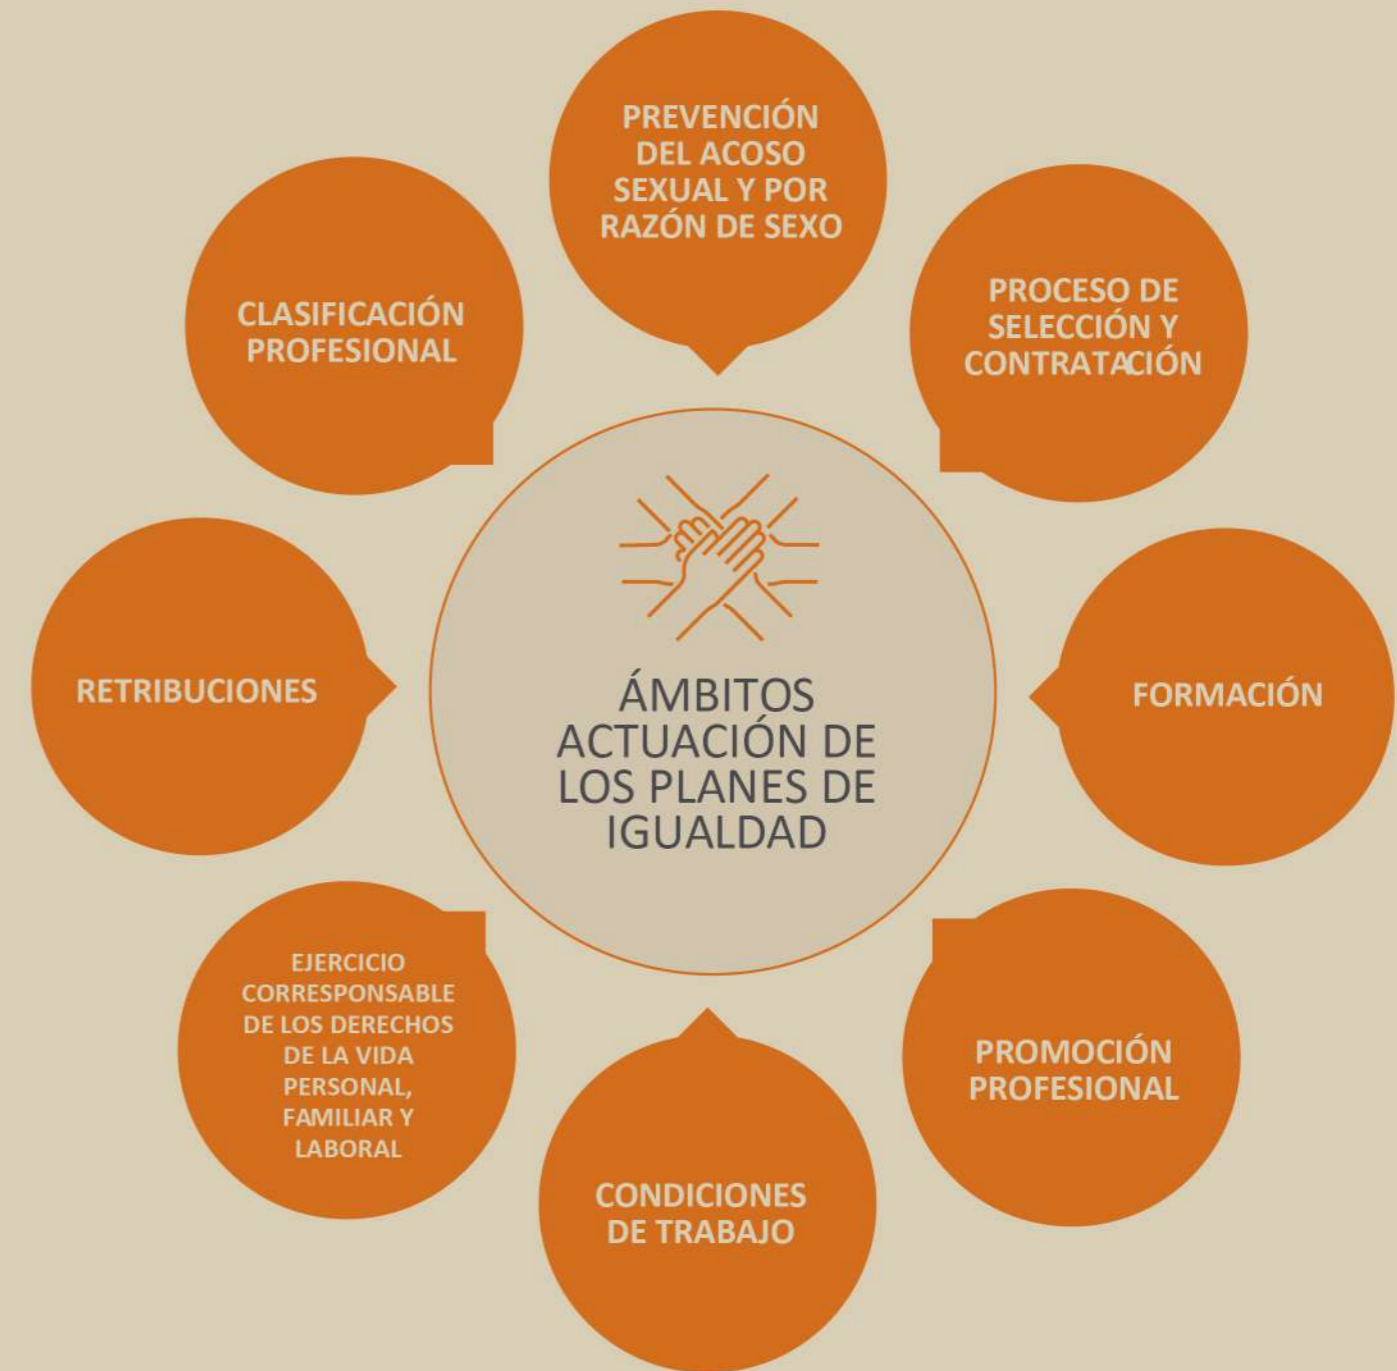 PREVENCIÓN
DEL ACOSO
SEXUAL Y POR
RAZÓN DE SEXO
PROCESO DE
SELECCIÓN Y
CONTRATACIÓN
FORMACIÓN
PROMOCIÓN
PROFESIONAL
CONDICIONES
DE TRABAJO
EJERCICIO
CORRESPONSABLE
DE LOS DERECHOS
DE LA VIDA
PERSONAL,
FAMILIAR Y
LABORAL
RETRIBUCIONES
CLASIFICACIÓN
PROFESIONAL
ÁMBITOS
ACTUACIÓN DE
LOS PLANES DE
IGUALDAD